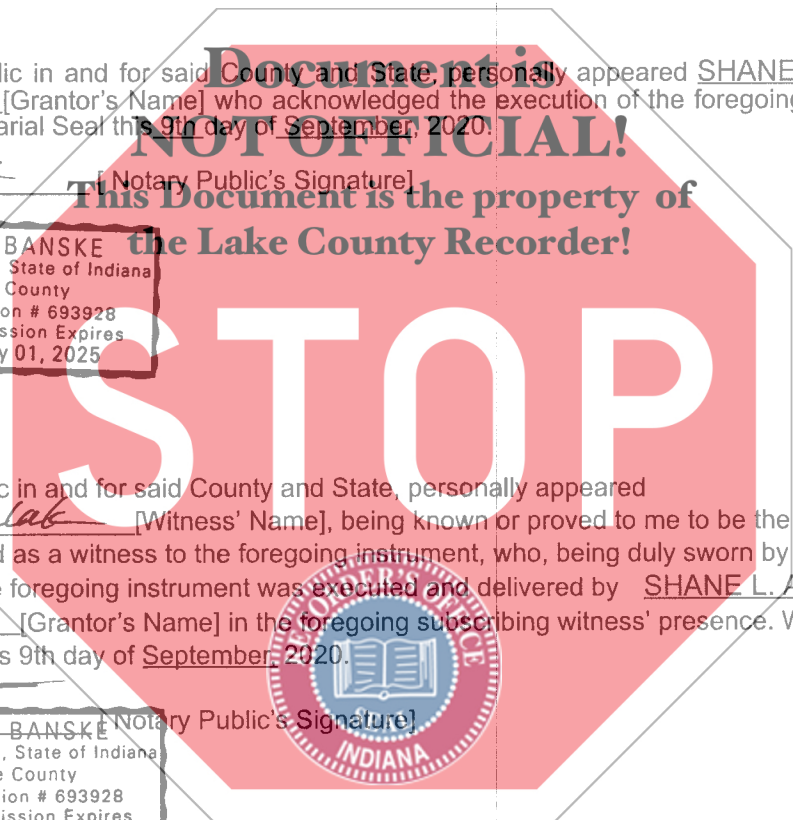 Document is
lic in and for said County and State, personally appeared SHANE
[Grantor's Name] who acknowledged the execution of the foregoing
arial Seal this 9th day of September, 2020.
NOT OFFICIAL!
[ Notary Public's Signature]
This Document is the property of
the Lake County Recorder!
BANSKE
State of Indiana
County
on # 693928
ssion Expires
y 01, 2025
STOP
c in and for said County and State, personally appeared
[Witness' Name], being known or proved to me to be the
d as a witness to the foregoing instrument, who, being duly sworn by
e foregoing instrument was executed and delivered by SHANE L. A
[Grantor's Name] in the foregoing subscribing witness' presence. W
s 9th day of September, 2020.
RECORDER'S OFFICE
SEAL
INDIANA
[ Notary Public's Signature]
BANSKE
, State of Indiana
e County
ion # 693928
ission Expires